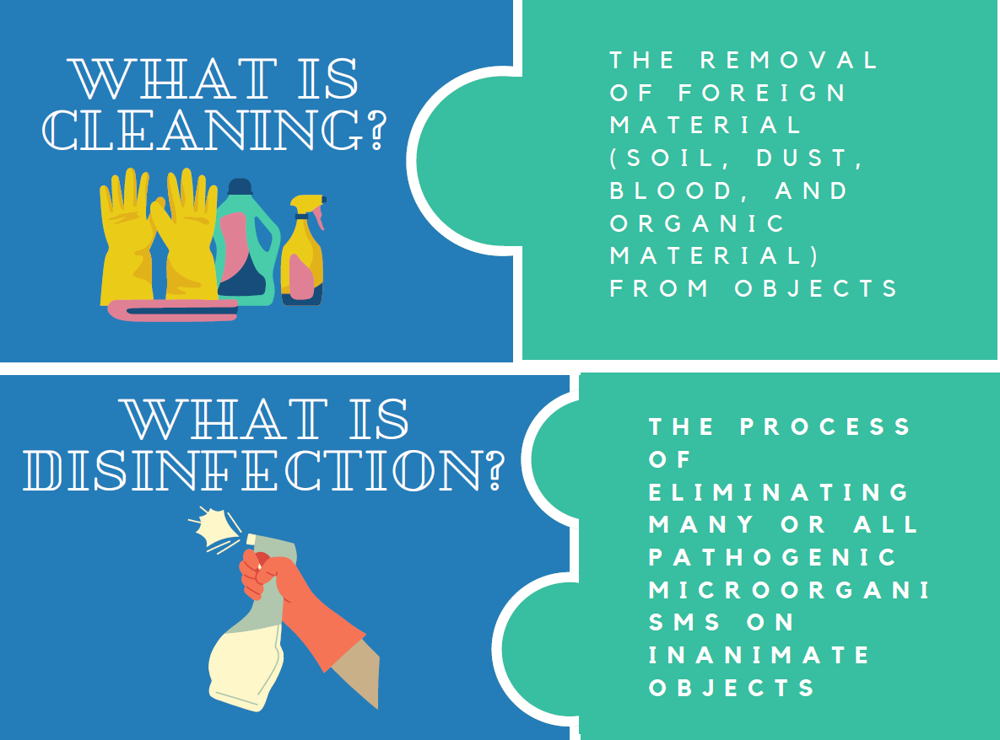 WHAT IS
CLEANING?
THE REMOVAL
OF FOREIGN
MATERIAL
(SOIL, DUST,
BLOOD, AND
ORGANIC
MATERIAL)
FROM OBJECTS
WHAT IS
DISINFECTION?
THE PROCESS
OF
ELIMINATING
MANY OR ALL
PATHOGENIC
MICROORGANI
SMS ON
INANIMATE
OBJECTS